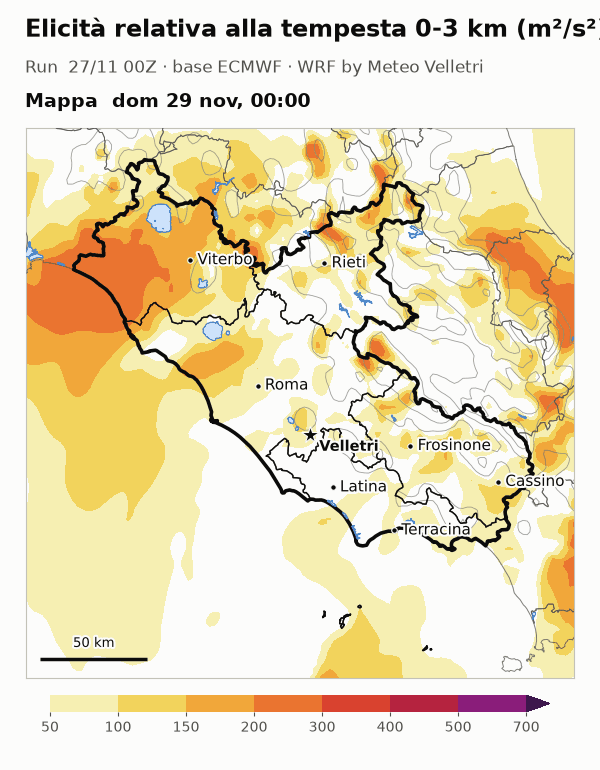 Elicità relativa alla tempesta 0-3 km (m²/s²)
Run  27/11 00Z · base ECMWF · WRF by Meteo Velletri
Mappa  dom 29 nov, 00:00
Viterbo
Rieti
Roma
Velletri
Frosinone
Latina
Cassino
Terracina
50 km
50 100 150 200 300 400 500 700